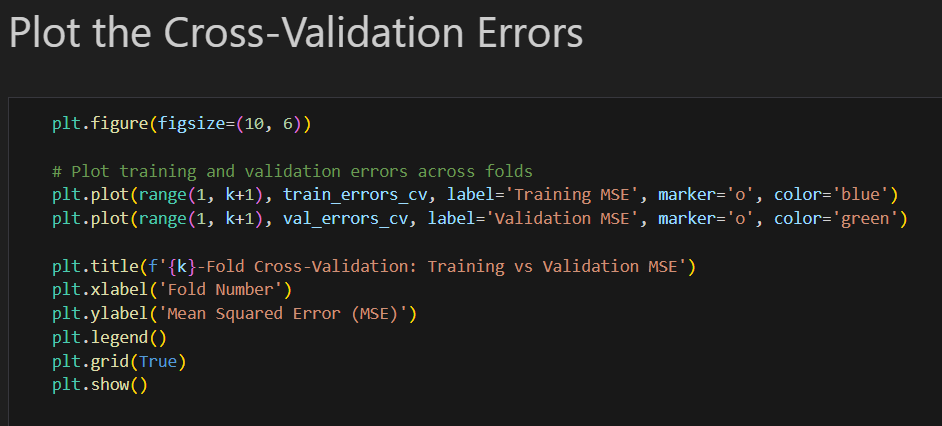 Plot the Cross-Validation Errors
plt.figure(figsize=(10, 6))
# Plot training and validation errors across folds
plt.plot(range(1, k+1), train_errors_cv, label='Training MSE', marker='o', color='blue')
plt.plot(range(1, k+1), val_errors_cv, label='Validation MSE', marker='o', color='green')
plt.title(f'{k}-Fold Cross-Validation: Training vs Validation MSE')
plt.xlabel('Fold Number')
plt.ylabel('Mean Squared Error (MSE)')
plt.legend()
plt.grid(True)
plt.show()